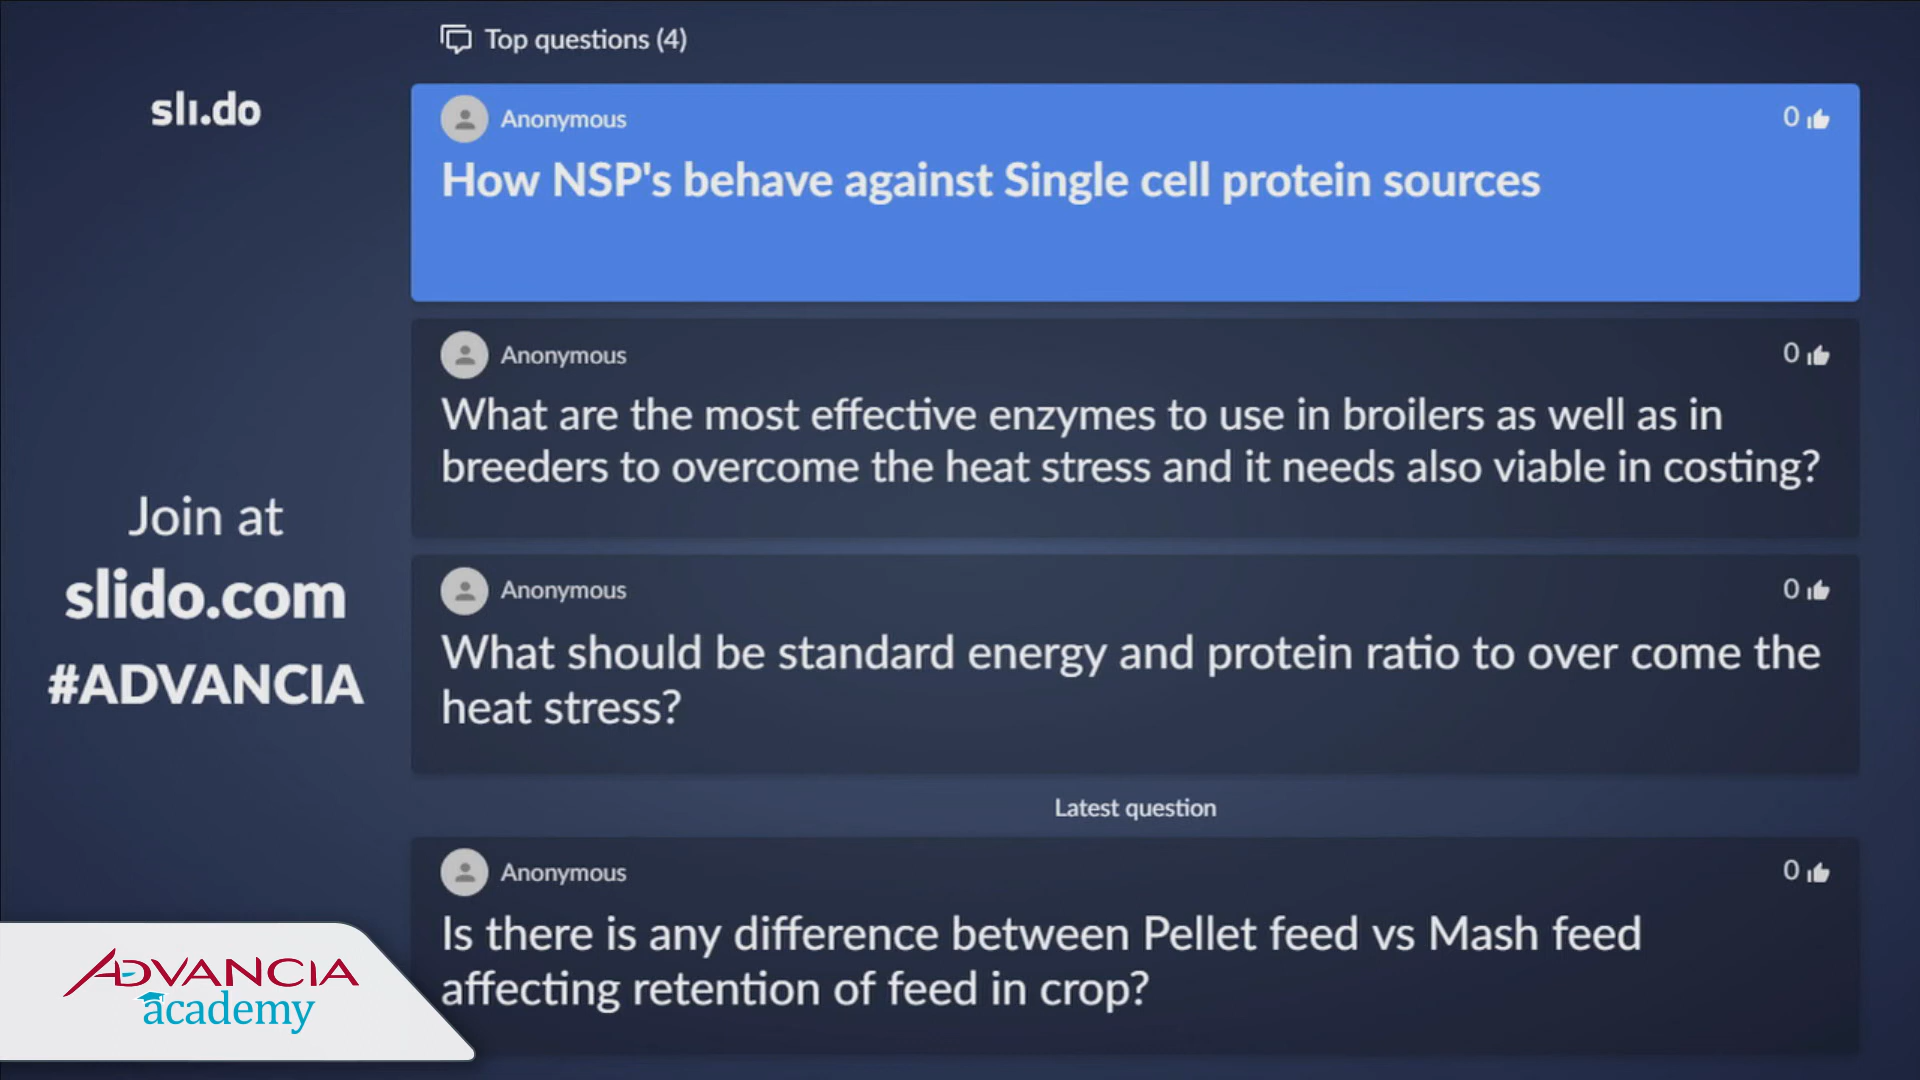 Top questions (4)
sli.do
Anonymous
0
How NSP's behave against Single cell protein sources
Anonymous
0
What are the most effective enzymes to use in broilers as well as in
breeders to overcome the heat stress and it needs also viable in costing?
Join at
slido.com
#ADVANCIA
Anonymous
0
What should be standard energy and protein ratio to over come the
heat stress?
Latest question
Anonymous
0
Is there is any difference between Pellet feed vs Mash feed
affecting retention of feed in crop?
ADVANCIA
academy